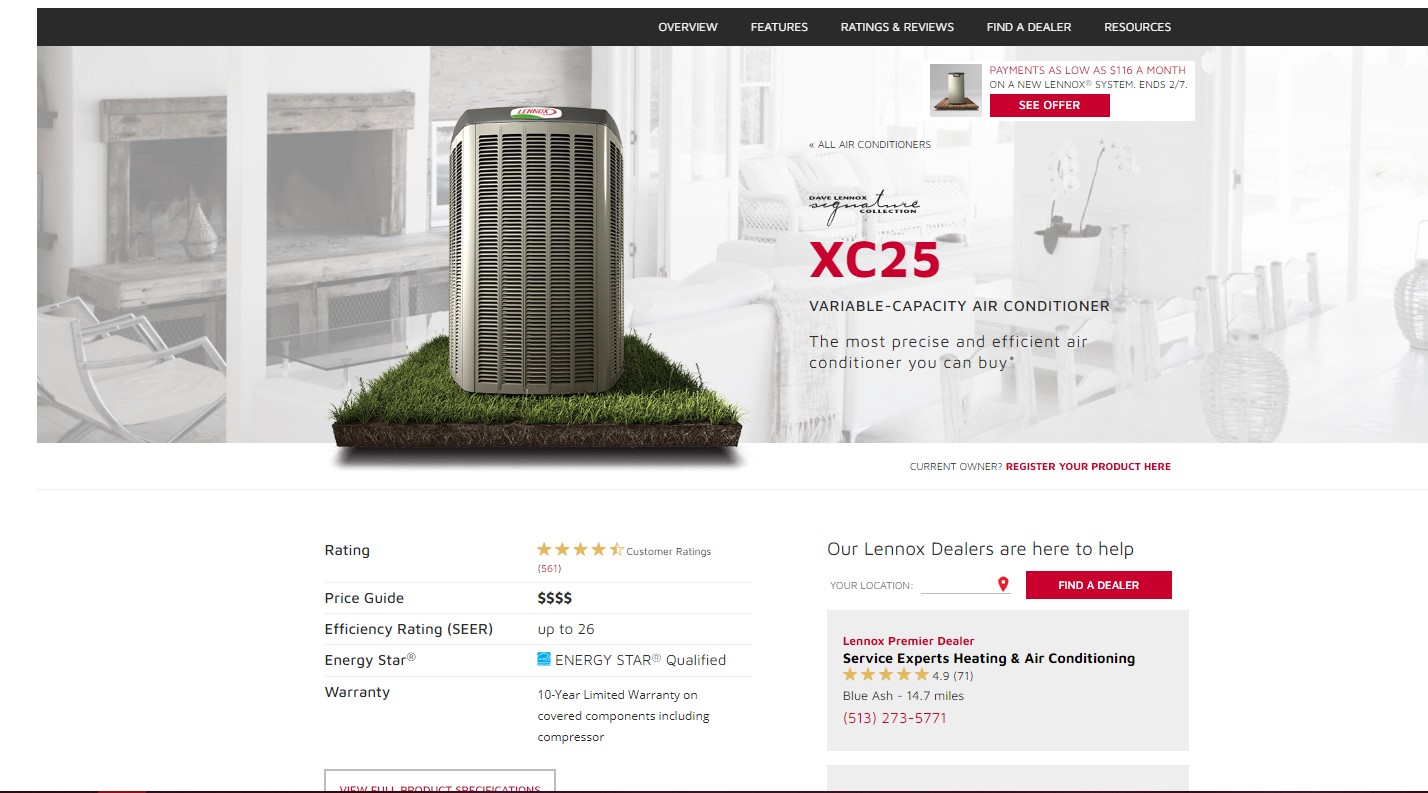 OVERVIEW FEATURES RATINGS & REVIEWS FIND A DEALER RESOURCES
PAYMENTS AS LOW AS $116 A MONTH
ON A NEW LENNOX® SYSTEM. ENDS 2/7.
SEE OFFER
LENNOX
« ALL AIR CONDITIONERS
DAVE LENNOX
signature
COLLECTION
XC25
VARIABLE-CAPACITY AIR CONDITIONER
The most precise and efficient air
conditioner you can buy*
CURRENT OWNER? REGISTER YOUR PRODUCT HERE
Rating Customer Ratings
(561)
Price Guide $$$$
Efficiency Rating (SEER) up to 26
Energy Star® ENERGY STAR® Qualified
Warranty 10-Year Limited Warranty on
covered components including
compressor
VIEW FULL PRODUCT SPECIFICATIONS
Our Lennox Dealers are here to help
YOUR LOCATION: FIND A DEALER
Lennox Premier Dealer
Service Experts Heating & Air Conditioning
4.9 (71)
Blue Ash - 14.7 miles
(513) 273-5771